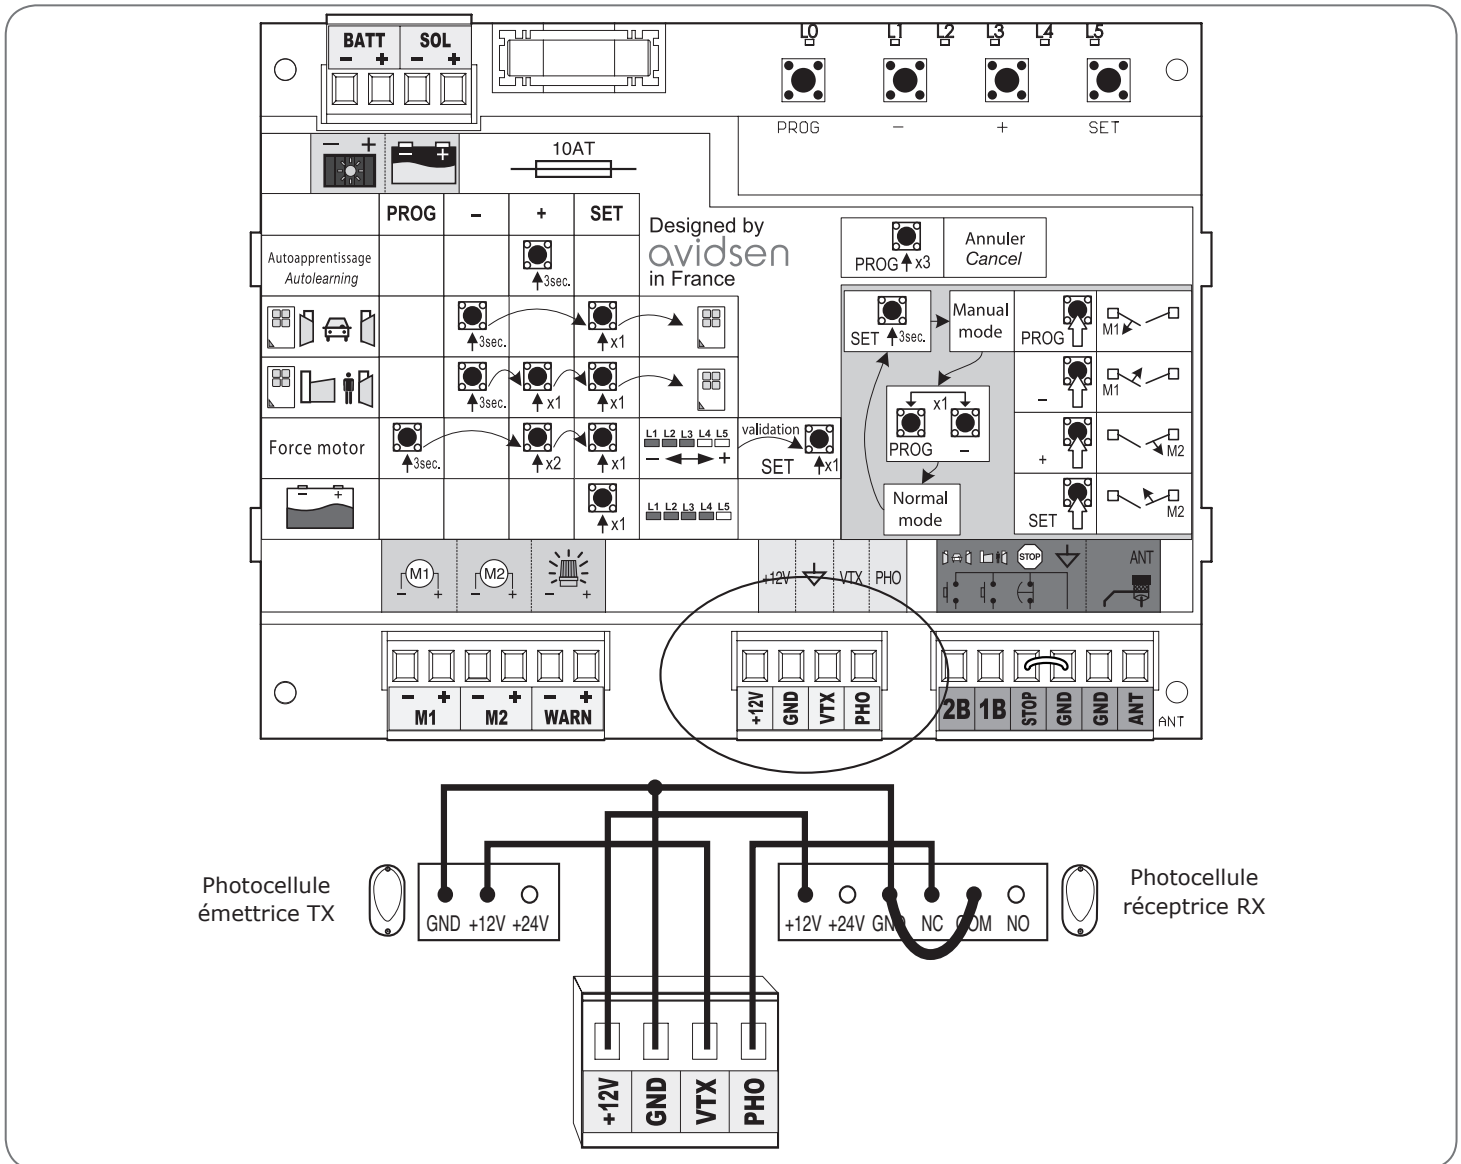 BATT SOL
- + - +
L0 L1 L2 L3 L4 L5
PROG - + SET
- +
- +
10AT
PROG - + SET
Designed by
avidsen
in France
Autoapprentissage
Autolearning
3sec.
PROG x3
Annuler
Cancel
3sec.
x1
SET 3sec.
Manual
mode
PROG
M1
3sec.
x1
x1
-
M1
x1
PROG -
Force motor
3sec.
x2
x1
L1 L2 L3 L4 L5
- +
validation
SET x1
+
M2
- +
x1
L1 L2 L3 L4 L5
Normal
mode
SET
M2
M1
- +
M2
- +
- +
+12V VTX PHO
STOP
ANT
- + - + - +
M1 M2 WARN
+12V GND VTX PHO
2B 1B STOP GND GND ANT
ANT
Photocellule
émettrice TX
GND +12V +24V
+12V +24V GND NC COM NO
Photocellule
réceptrice RX
+12V GND VTX PHO